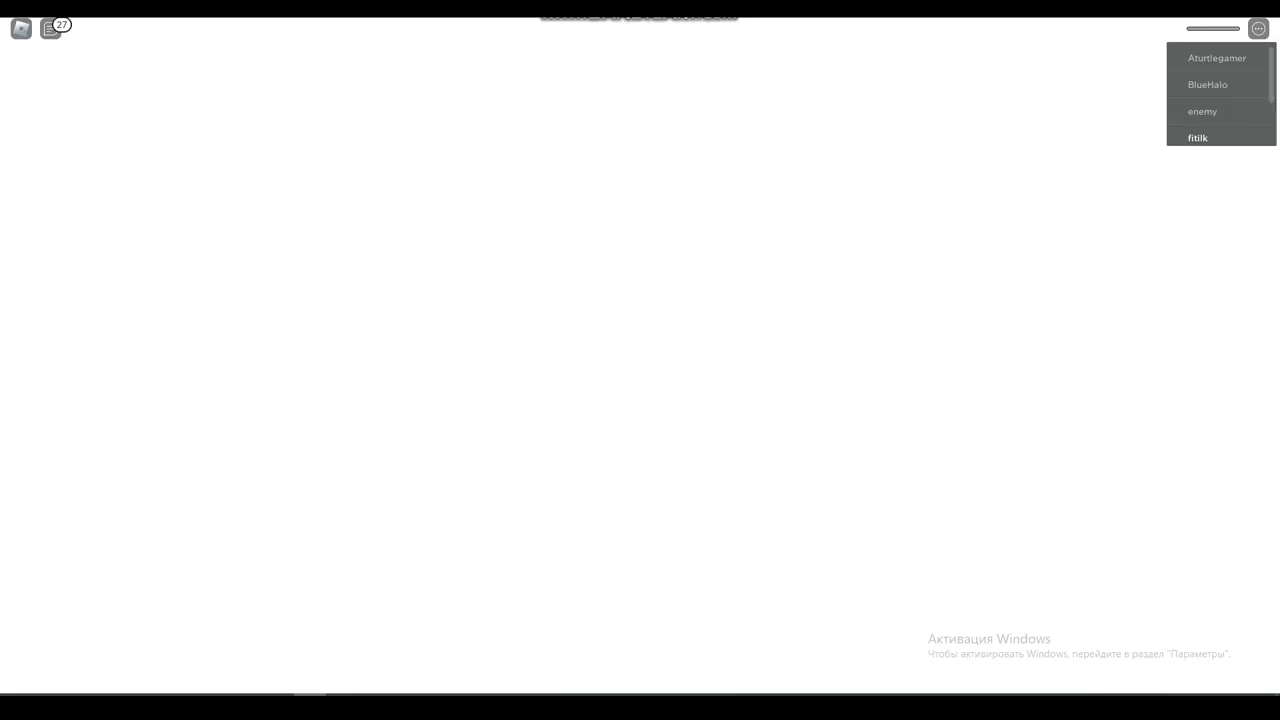 27
Aturtlegamer
BlueHalo
enemy
fitilk
Активация Windows
Чтобы активировать Windows, перейдите в раздел "Параметры".